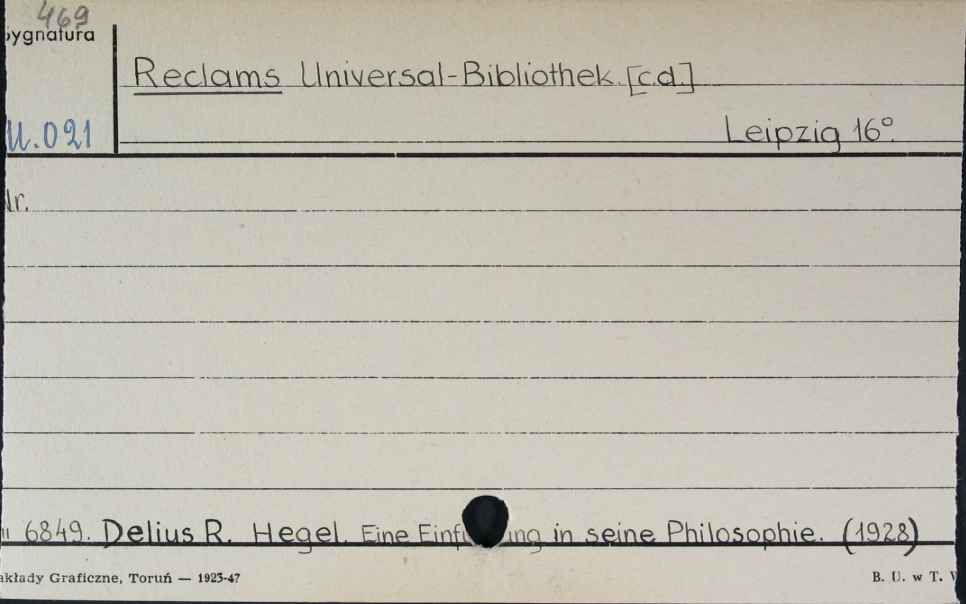 469
Sygnatura
Reclams Universal-Bibliothek. [c.d.]
U.021
Leipzig 16°.
Nr.
" 6849. Delius R. Hegel. Eine Einf ung in seine Philosophie. (1928)
akłady Graficzne, Toruń — 1923-47
B. U. w T.